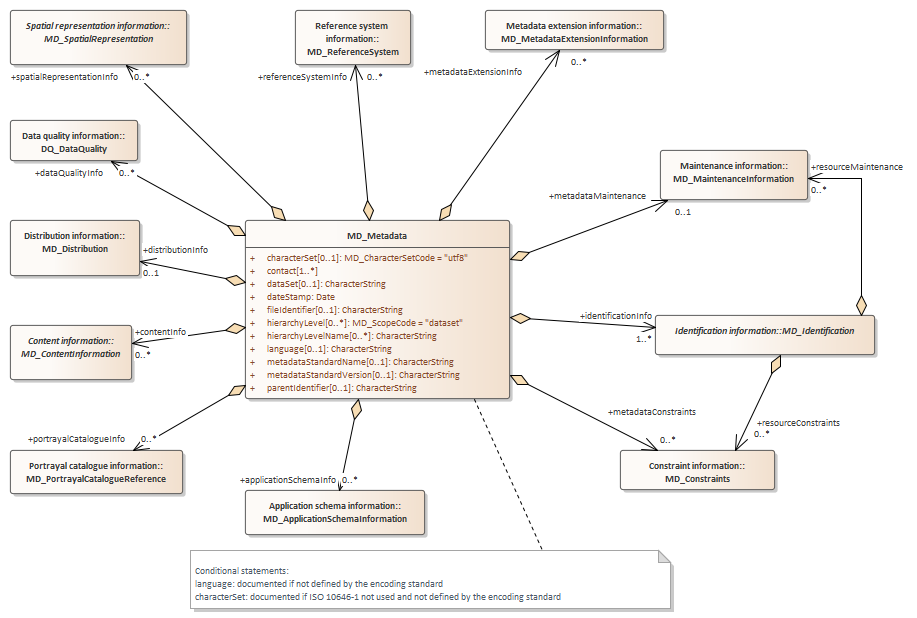 Spatial representation information::
MD_SpatialRepresentation
Reference system
information::
MD_ReferenceSystem
Metadata extension information::
MD_MetadataExtensionInformation
+spatialRepresentationInfo
0..*
+referenceSystemInfo
0..*
+metadataExtensionInfo
0..*
Data quality information::
DQ_DataQuality
+dataQualityInfo
0..*
Maintenance information::
MD_MaintenanceInformation
+resourceMaintenance
0..*
+metadataMaintenance
0..1
Distribution information::
MD_Distribution
+distributionInfo
0..1
MD_Metadata
+ characterSet[0..1]: MD_CharacterSetCode = "utf8"
+ contact[1..*]
+ dataSet[0..1]: CharacterString
+ dateStamp: Date
+ fileIdentifier[0..1]: CharacterString
+ hierarchyLevel[0..*]: MD_ScopeCode = "dataset"
+ hierarchyLevelName[0..*]: CharacterString
+ language[0..1]: CharacterString
+ metadataStandardName[0..1]: CharacterString
+ metadataStandardVersion[0..1]: CharacterString
+ parentIdentifier[0..1]: CharacterString
+identificationInfo
1..*
Identification information::MD_Identification
Content information::
MD_ContentInformation
+contentInfo
0..*
+metadataConstraints
0..*
+resourceConstraints
0..*
+portrayalCatalogueInfo
0..*
Portrayal catalogue information::
MD_PortrayalCatalogueReference
+applicationSchemaInfo
0..*
Application schema information::
MD_ApplicationSchemaInformation
Constraint information::
MD_Constraints
Conditional statements:
language: documented if not defined by the encoding standard
characterSet: documented if ISO 10646-1 not used and not defined by the encoding standard